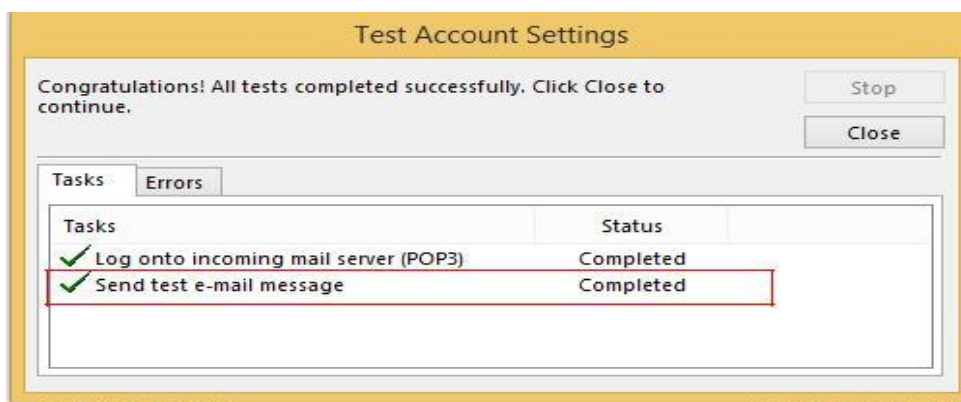 Test Account Settings
Congratulations! All tests completed successfully. Click Close to
continue.
Stop
Close
Tasks Errors
Tasks Status
Log onto incoming mail server (POP3) Completed
Send test e-mail message Completed